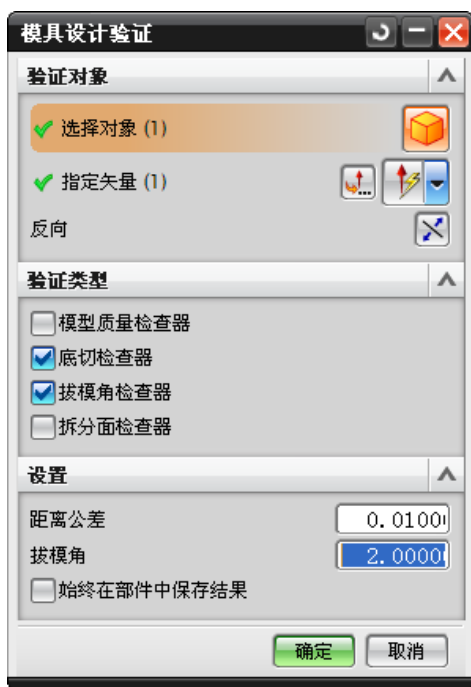 模具设计验证
验证对象
选择对象 (1)
指定矢量 (1)
反向
验证类型
模型质量检查器
底切检查器
拔模角检查器
拆分面检查器
设置
距离公差 0.0100
拔模角 2.0000
始终在部件中保存结果
确定 取消